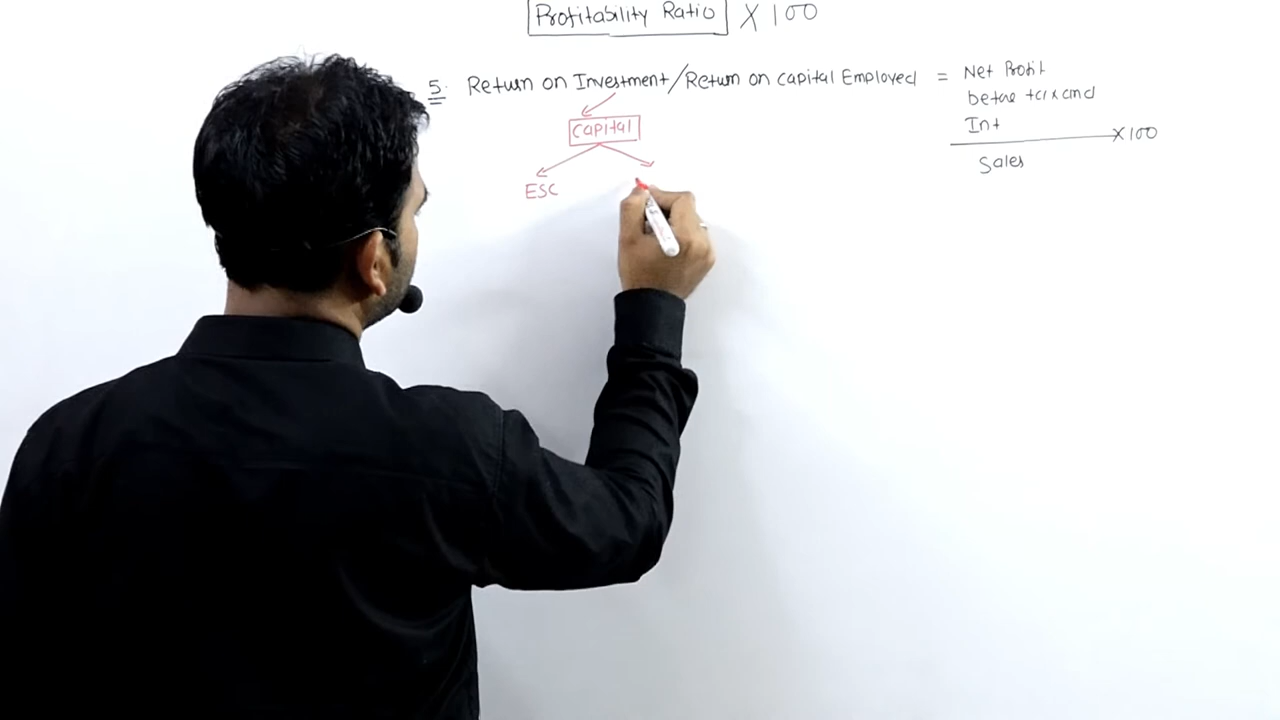 Profitability Ratio X 100
5. Return on Investment/Return on Capital Employed = Net Profit
before tax and
Int
X 100
Sales
Capital
ESC